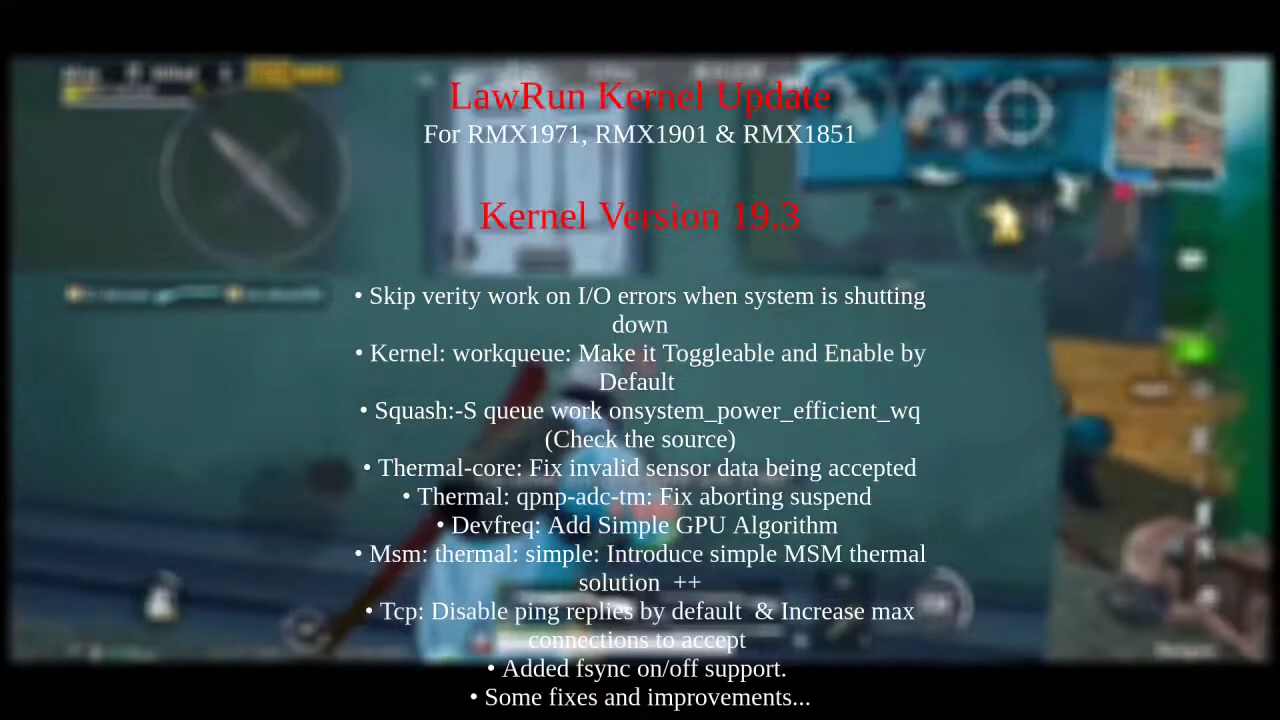 LawRun Kernel Update
For RMX1971, RMX1901 & RMX1851
Kernel Version 19.3
• Skip verity work on I/O errors when system is shutting
down
• Kernel: workqueue: Make it Toggleable and Enable by
Default
• Squash:-S queue work onsystem_power_efficient_wq
(Check the source)
• Thermal-core: Fix invalid sensor data being accepted
• Thermal: qpnp-adc-tm: Fix aborting suspend
• Devfreq: Add Simple GPU Algorithm
• Msm: thermal: simple: Introduce simple MSM thermal
solution  ++
• Tcp: Disable ping replies by default  & Increase max
connections to accept
• Added fsync on/off support.
• Some fixes and improvements...